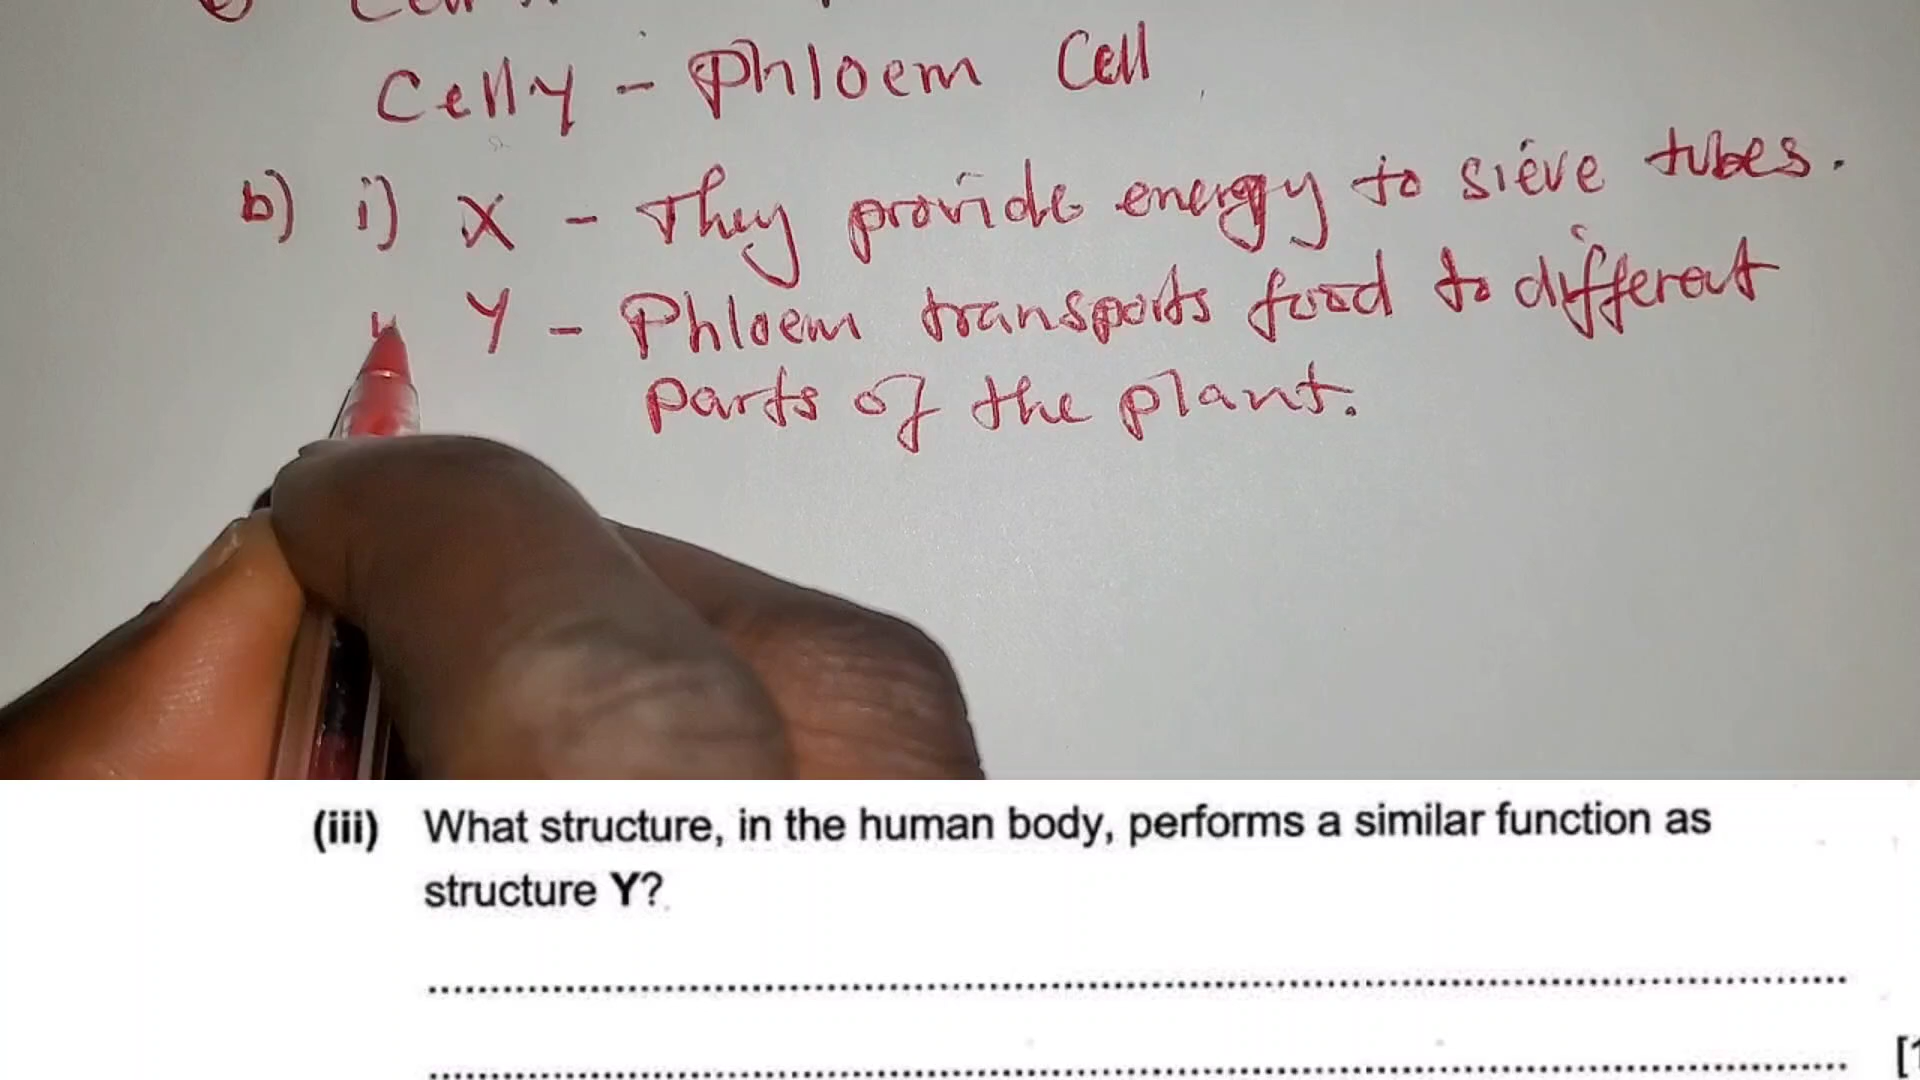 Cell y - Phloem Cell
b) i) X - They provide energy to sieve tubes.
Y - Phloem transports food to different
parts of the plant.
(iii) What structure, in the human body, performs a similar function as
structure Y?